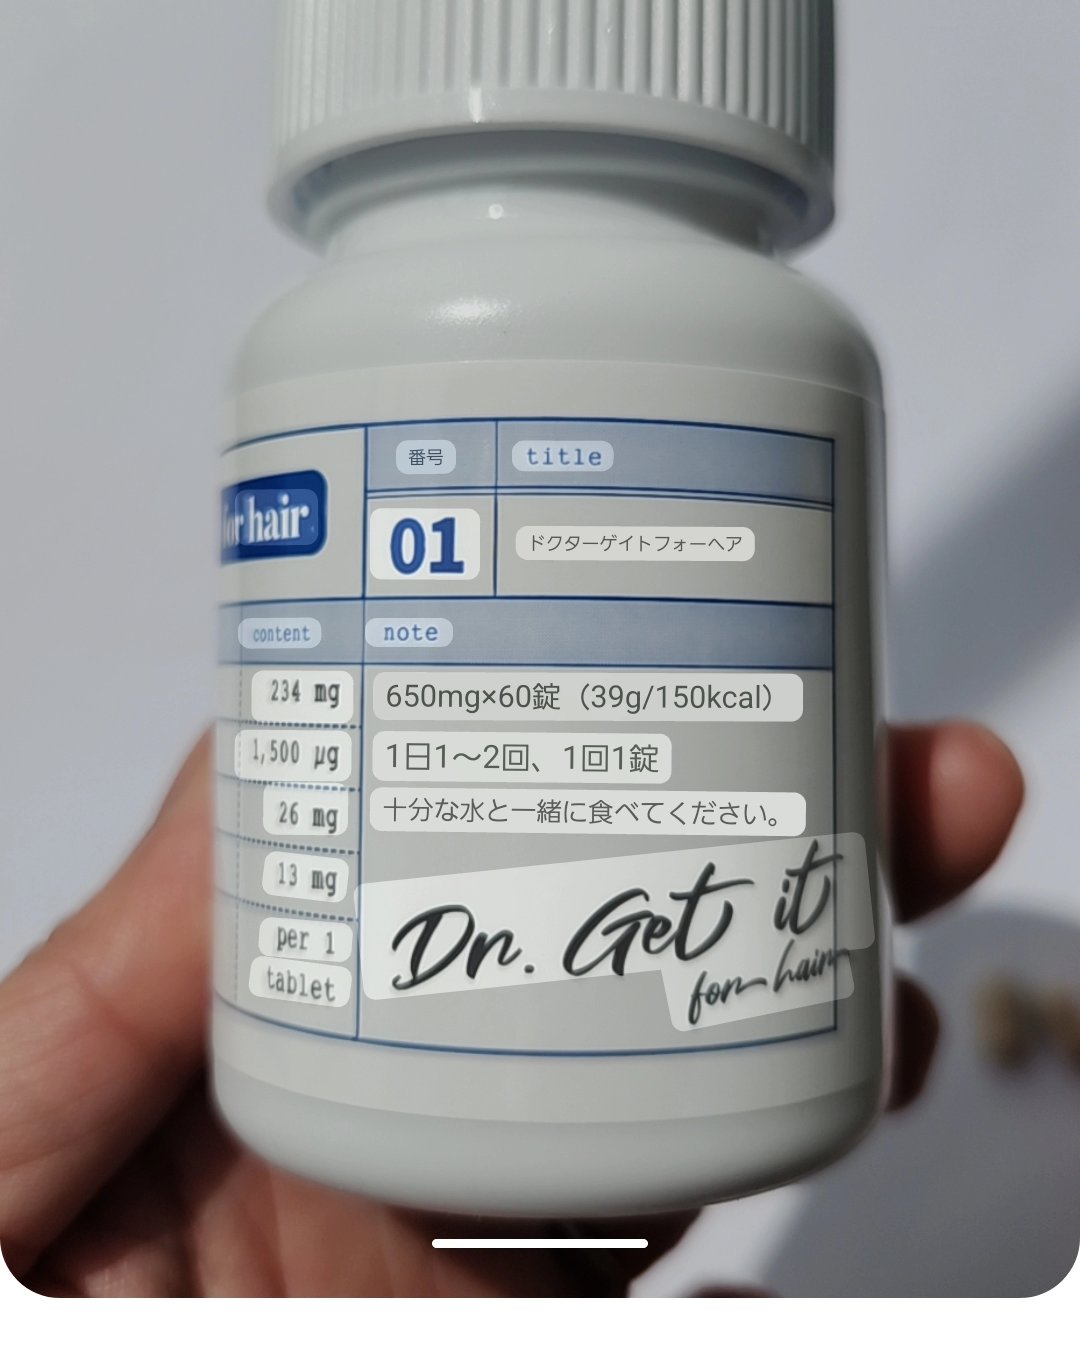 番号
title
for hair
01
ドクターゲイトフォーヘア
content
note
234 mg
650mg×60錠（39g/150kcal）
1,500 µg
1日1～2回、1回1錠
26 mg
十分な水と一緒に食べてください。
13 mg
per 1
tablet
Dr. Get it
for hair